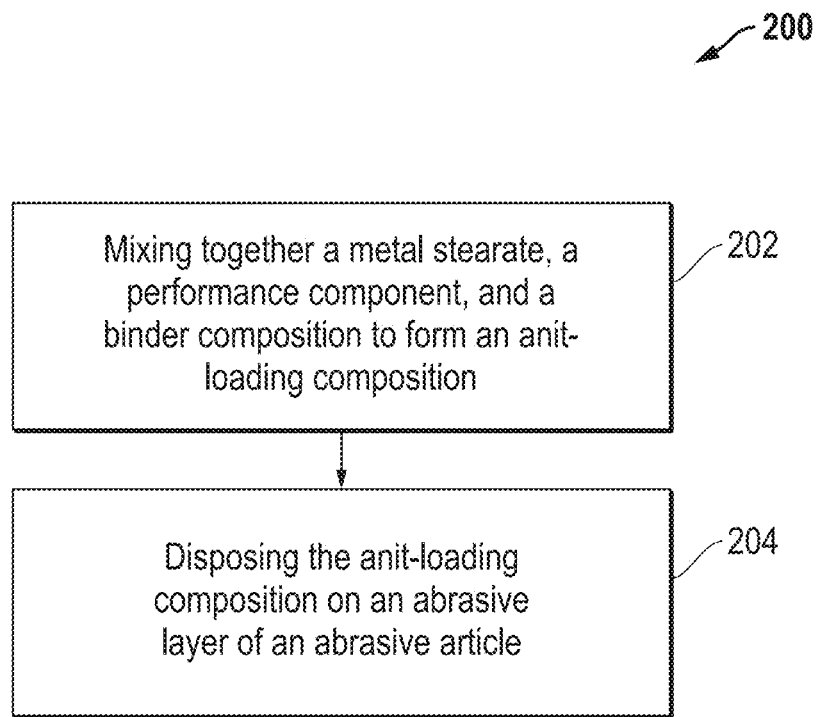 200
Mixing together a metal stearate, a
performance component, and a
binder composition to form an anit-
loading composition
202
Disposing the anit-loading
composition on an abrasive
layer of an abrasive article
204